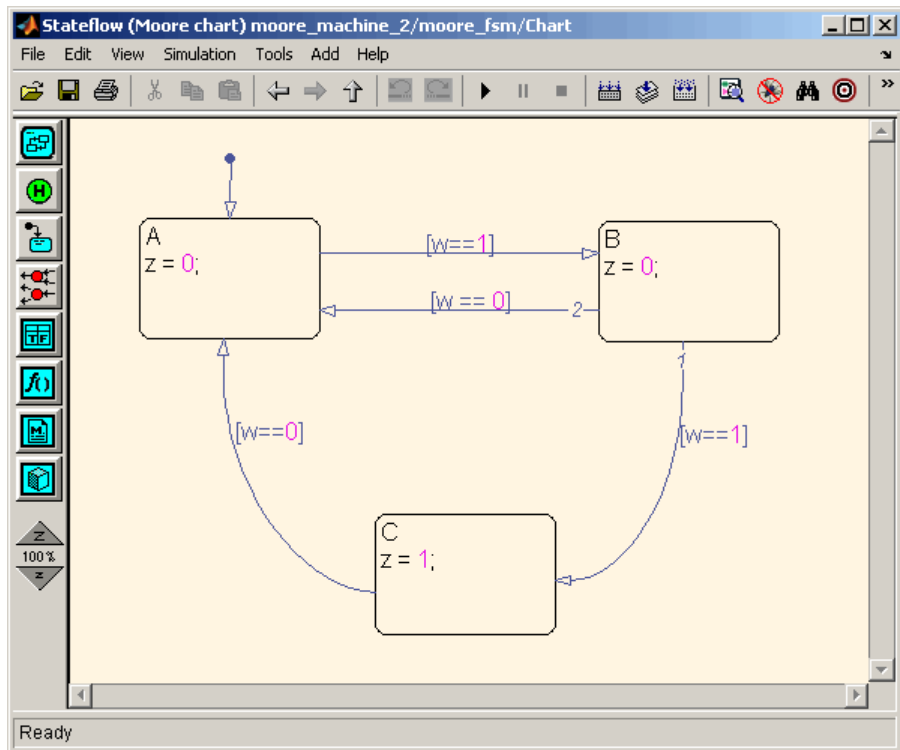 Stateflow (Moore chart) moore_machine_2/moore_fsm/Chart
File Edit View Simulation Tools Add Help
»
H
A
z = 0;
[w==1]
B
z = 0;
[w == 0]
2
TF
f()
M
[w==0]
1
[w==1]
C
z = 1;
Z
100%
z
Ready